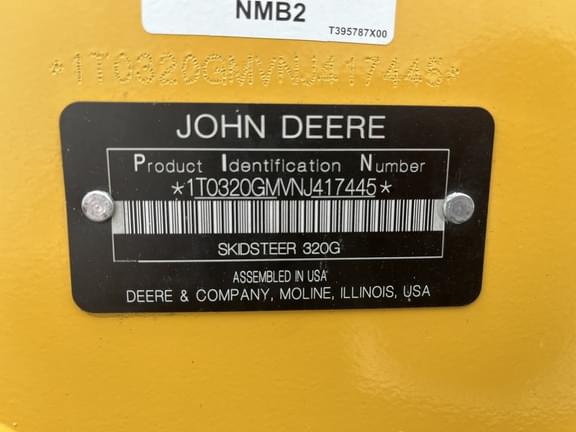 NMB2
T395787X00
*1T0320GMVNJ417445*
JOHN DEERE
Product Identification Number
*1T0320GMVNJ417445*
SKIDSTEER 320G
ASSEMBLED IN USA
DEERE & COMPANY, MOLINE, ILLINOIS, USA